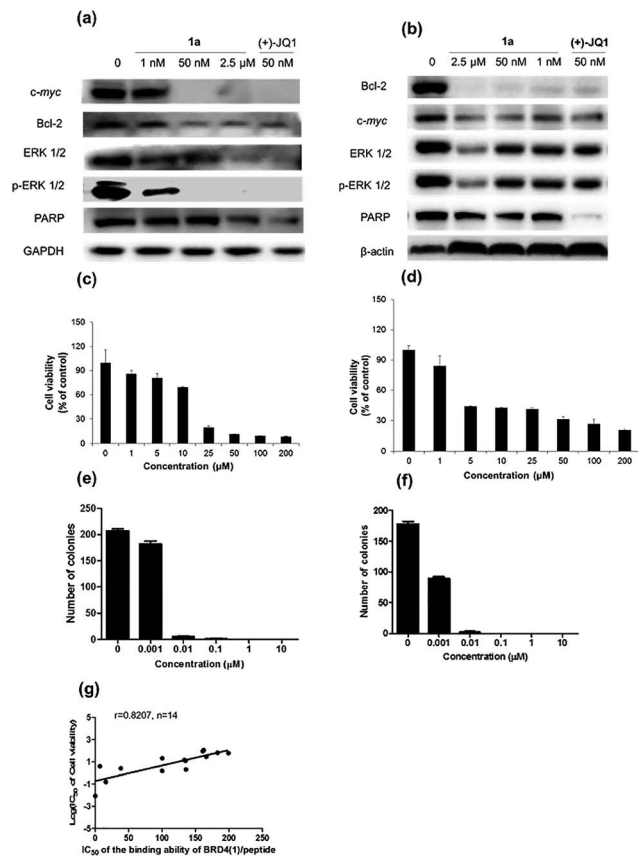 (a)
1a (+)-JQ1
0 1 nM 50 nM 2.5 µM 50 nM
c-myc
Bcl-2
ERK 1/2
p-ERK 1/2
PARP
GAPDH
(b)
1a (+)-JQ1
0 2.5 µM 50 nM 1 nM 50 nM
Bcl-2
c-myc
ERK 1/2
p-ERK 1/2
PARP
β-actin
(c)
Cell viability
(% of control)
150
120
90
60
30
0
0 1 5 10 25 50 100 200
Concentration (µM)
(d)
Cell viability
(% of control)
150
120
90
60
30
0
0 1 5 10 25 50 100 200
Concentration (µM)
(e)
Number of colonies
250
200
150
100
50
0
0 0.001 0.01 0.1 1 10
Concentration (µM)
(f)
Number of colonies
200
150
100
50
0
0 0.001 0.01 0.1 1 10
Concentration (µM)
(g)
r=0.8207, n=14
Log(IC50 of Cell viability)
5
3
1
-1
-3
-5
0 50 100 150 200 250
IC50 of the binding ability of BRD4(1)/peptide